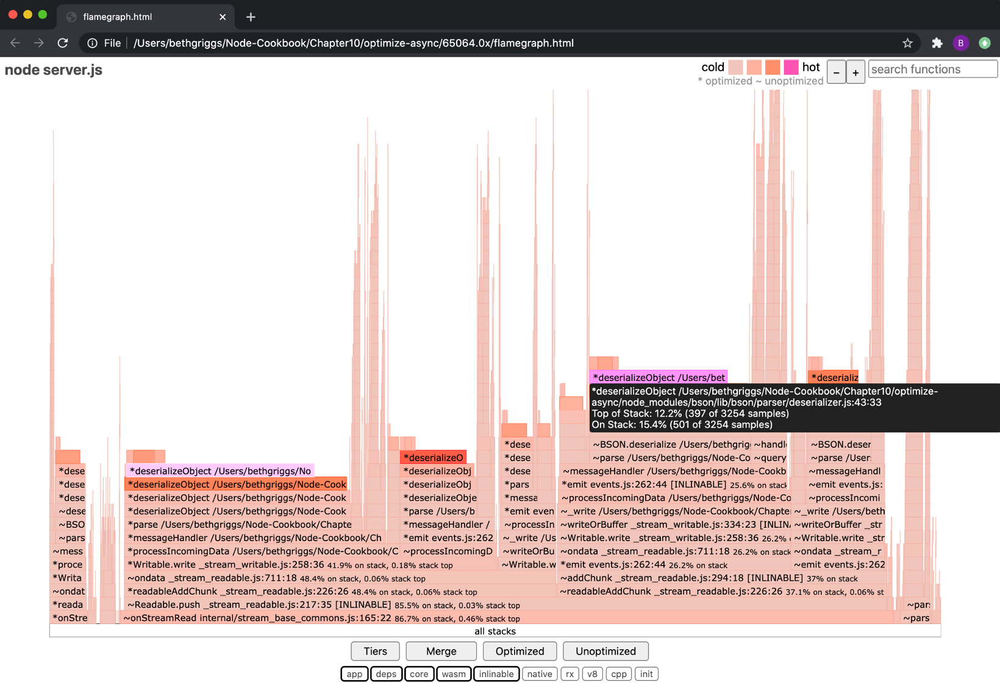 flamegraph.html
File
/Users/bethgriggs/Node-Cookbook/Chapter10/optimize-async/65064.0x/flamegraph.html
B
node server.js
cold
hot
* optimized ~ unoptimized
−
+
search functions
*deserializeObject /Users/bet
*deserializ
*deserializeObject /Users/bethgriggs/Node-Cookbook/Chapter10/optimize-
async/node_modules/bson/lib/bson/parser/deserializer.js:43:33
Top of Stack: 12.2% (397 of 3254 samples)
On Stack: 15.4% (501 of 3254 samples)
*dese
~BSON.deserialize /Users/bethgrig
~handl
~BSON.deser
*deserializeO
*dese
~parse /Users/bethgriggs/Node-Co
~query
~parse /User
*dese
*deserializeObject /Users/bethgriggs/No
*deserializeObj
*dese
~messageHandler /Users/bethgriggs/Node-Cookb
~messageHandl
*dese
*deserializeObject /Users/bethgriggs/Node-Cook
*deserializeObj
*pars
*emit events.js:262:44 [INLINABLE] 25.6% on stack
~emit events.js:
*dese
*deserializeObject /Users/bethgriggs/Node-Cook
*deserializeObje
*messa
~processIncomingData /Users/bethgriggs/Node-Co
~processIncomi
~dese
*deserializeObject /Users/bethgriggs/Node-Cook
*parse /Users/b
*emit even
~_write /Users/bethgriggs/Node-Cookbook/Chapter
~_write /Users/beth
~BSO
*parse /Users/bethgriggs/Node-Cookbook/Chapte
*messageHandler /
~processIn
~writeOrBuffer _stream_writable.js:334:23 [INLIN
~writeOrBuffer _str
~pars
*messageHandler /Users/bethgriggs/Node-Cookbook/Ch
*emit events.js:262
~_write /Us
~Writable.write _stream_writable.js:258:36 26.2%
~Writable.write _str
~mess
*processIncomingData /Users/bethgriggs/Node-Cookbook/C
~processIncomingD
~writeOrBu
~ondata _stream_readable.js:711:18 26.2% on stack
~ondata _stream_r
*proce
*Writable.write _stream_writable.js:258:36 41.9% on stack, 0.18% stack top
~Writable.w
*emit events.js:262:44 26.2% on stack
~emit events.js:262
*Writa
~ondata _stream_readable.js:711:18 48.4% on stack, 0.06% stack top
~addChunk _stream_readable.js:294:18 [INLINABLE] 37% on stack
~ondat
*readableAddChunk _stream_readable.js:226:26 48.4% on stack, 0.06% stack top
~readableAddChunk _stream_readable.js:226:26 37.1% on stack, 0.06% st
*reada
~Readable.push _stream_readable.js:217:35 [INLINABLE] 85.5% on stack, 0.03% stack top
~pars
*onStre
~onStreamRead internal/stream_base_commons.js:165:22 86.7% on stack, 0.46% stack top
~pars
all stacks
Tiers
Merge
Optimized
Unoptimized
app
deps
core
wasm
inlinable
native
rx
v8
cpp
init